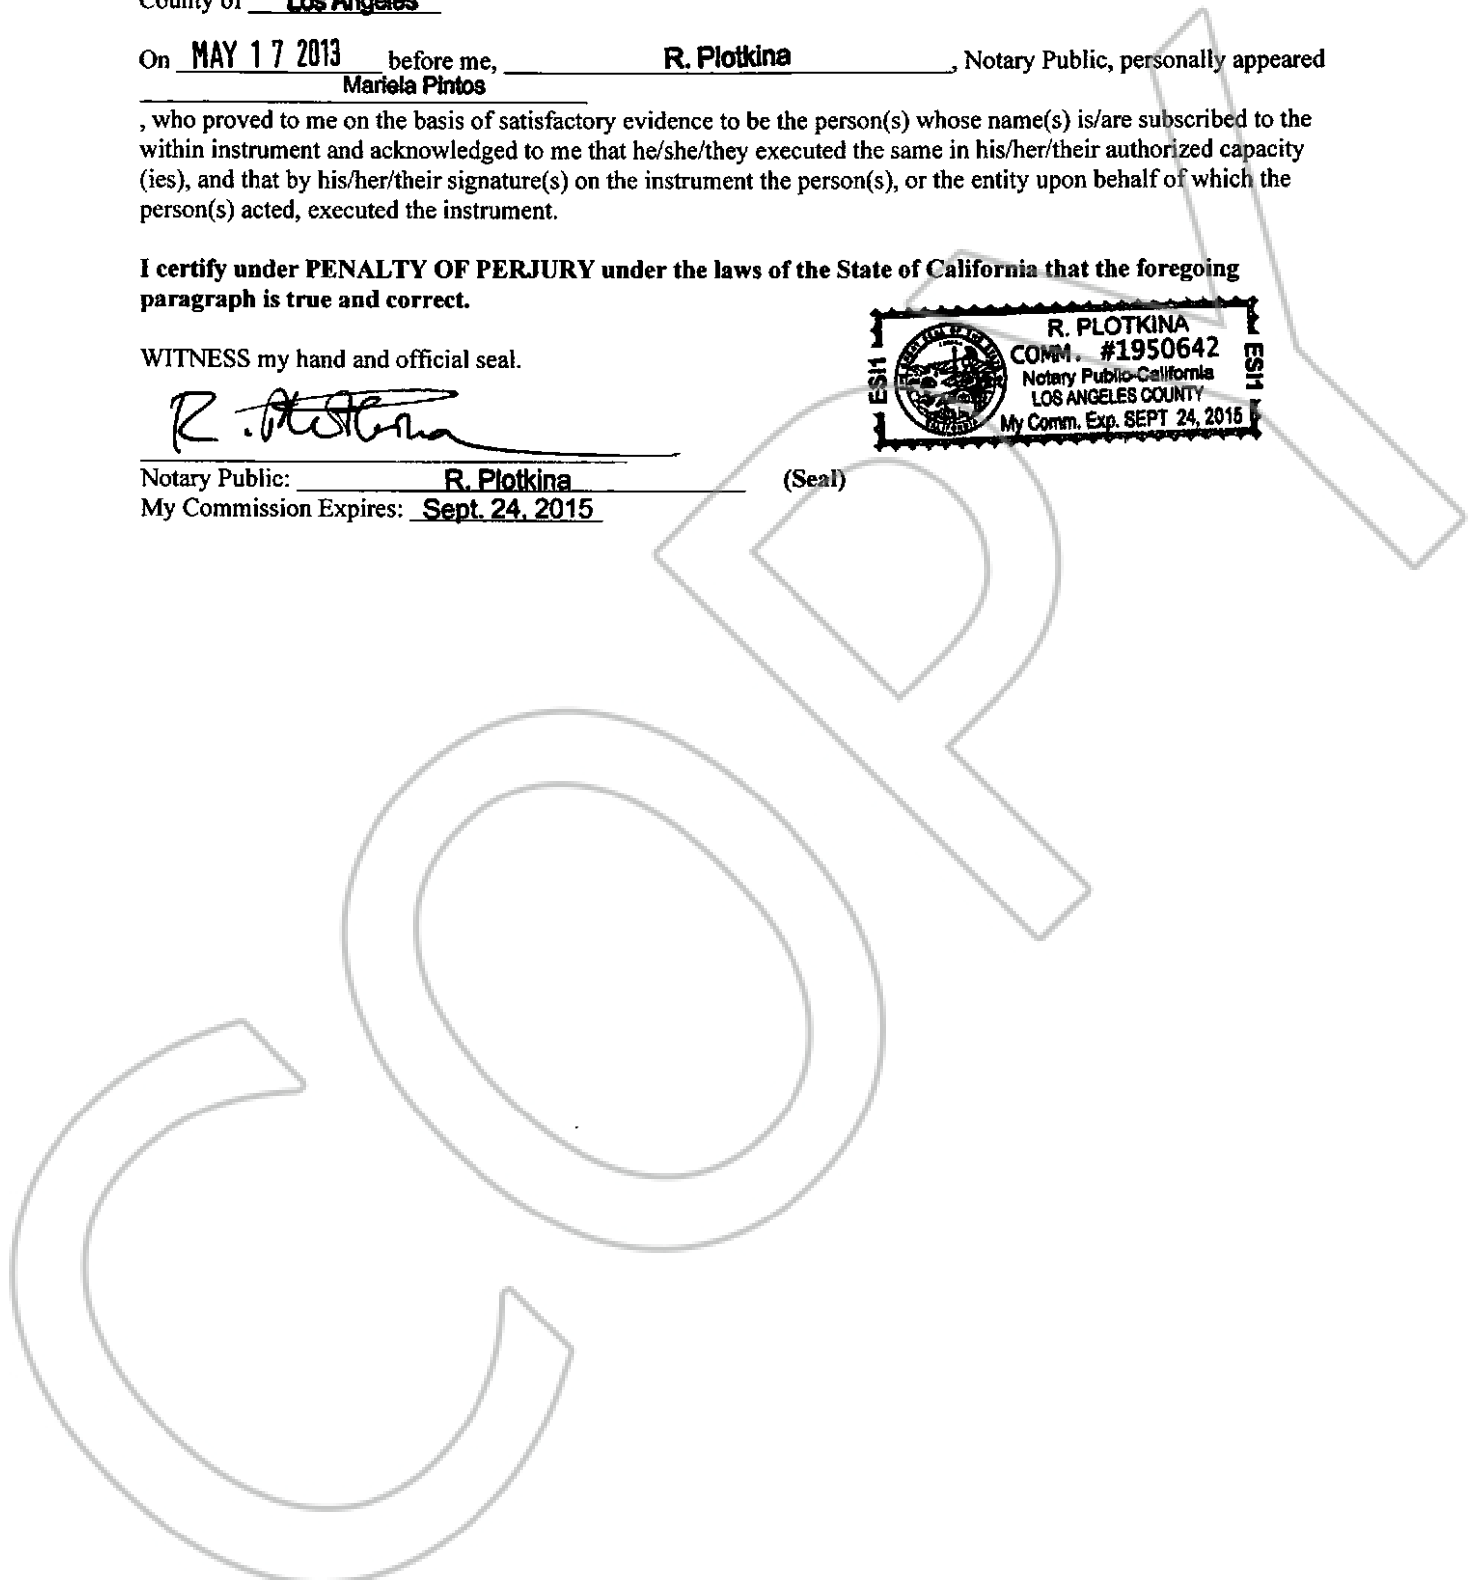 County of Los Angeles
On MAY 17 2013 before me, R. Plotkina, Notary Public, personally appeared
Mariela Pintos
, who proved to me on the basis of satisfactory evidence to be the person(s) whose name(s) is/are subscribed to the
within instrument and acknowledged to me that he/she/they executed the same in his/her/their authorized capacity
(ies), and that by his/her/their signature(s) on the instrument the person(s), or the entity upon behalf of which the
person(s) acted, executed the instrument.
I certify under PENALTY OF PERJURY under the laws of the State of California that the foregoing
paragraph is true and correct.
WITNESS my hand and official seal.
R. PLOTKINA
COMM. #1950642
Notary Public-California
LOS ANGELES COUNTY
My Comm. Exp. SEPT 24, 2015
ESI1
ESI1
R. Plotkina
Notary Public: R. Plotkina (Seal)
My Commission Expires: Sept. 24, 2015
COPY